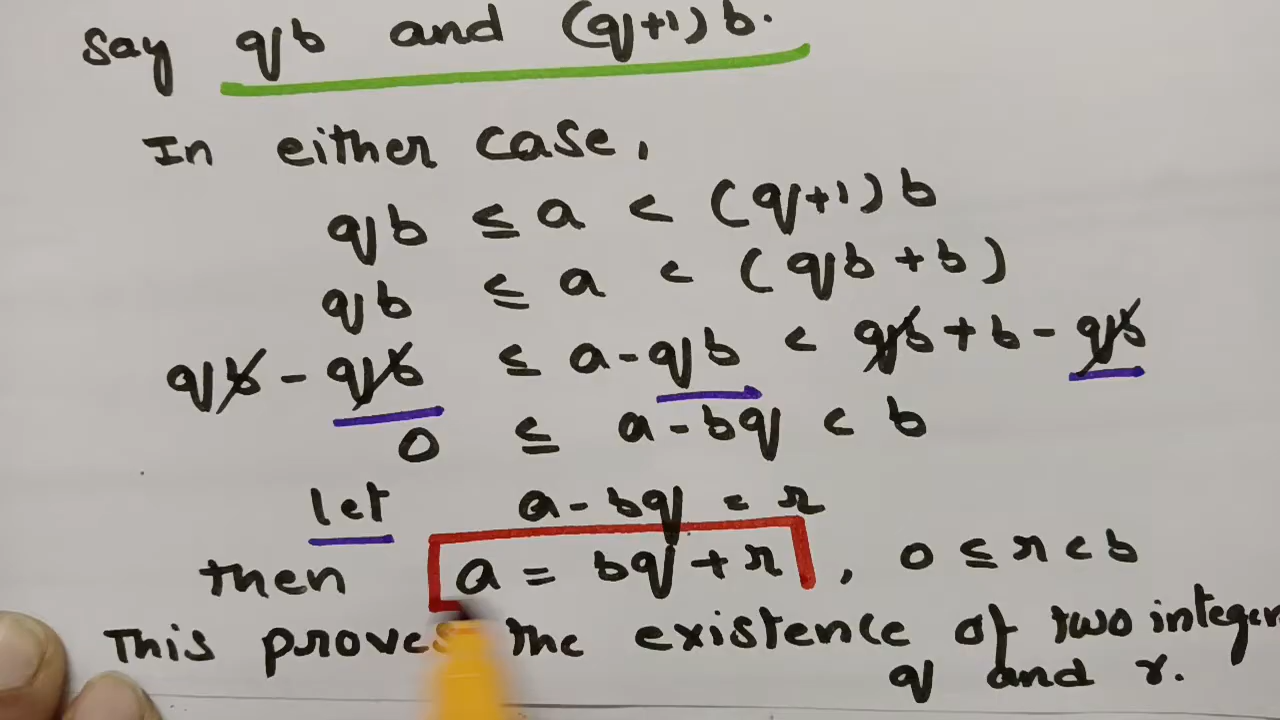 Say qb and (q+1)b.
In either case,
qb ≤ a < (q+1)b
qb ≤ a < (qb+b)
qb - qb ≤ a - qb < qb + b - qb
0 ≤ a - bq < b
let a - bq = r
then a = bq + r , 0 ≤ r < b
This proves the existence of two integer
q and r.